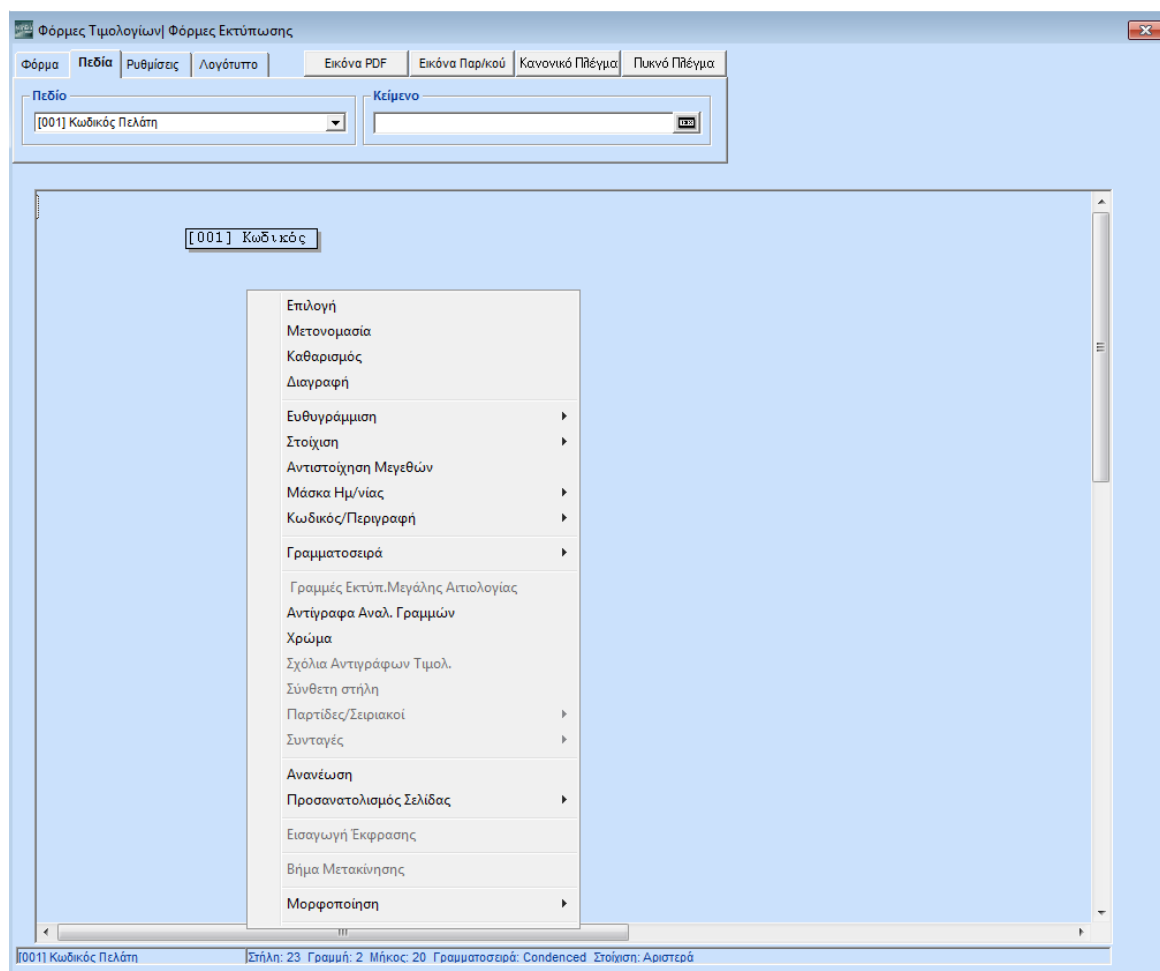 Φόρμες Τιμολογίων| Φόρμες Εκτύπωσης
Φόρμα Πεδία Ρυθμίσεις Λογότυπο Εικόνα PDF Εικόνα Παρ/κού Κανονικό Πλέγμα Πυκνό Πλέγμα
Πεδίο Κείμενο
[001] Κωδικός Πελάτη
[001] Κωδικός
Επιλογή
Μετονομασία
Καθαρισμός
Διαγραφή
Ευθυγράμμιση
Στοίχιση
Αντιστοίχηση Μεγεθών
Μάσκα Ημ/νίας
Κωδικός/Περιγραφή
Γραμματοσειρά
Γραμμές Εκτύπ.Μεγάλης Αιτιολογίας
Αντίγραφα Αναλ. Γραμμών
Χρώμα
Σχόλια Αντιγράφων Τιμολ.
Σύνθετη στήλη
Παρτίδες/Σειριακοί
Συνταγές
Ανανέωση
Προσανατολισμός Σελίδας
Εισαγωγή Έκφρασης
Βήμα Μετακίνησης
Μορφοποίηση
[001] Κωδικός Πελάτη Στήλη: 23 Γραμμή: 2 Μήκος: 20 Γραμματοσειρά: Condenced Στοίχιση: Αριστερά